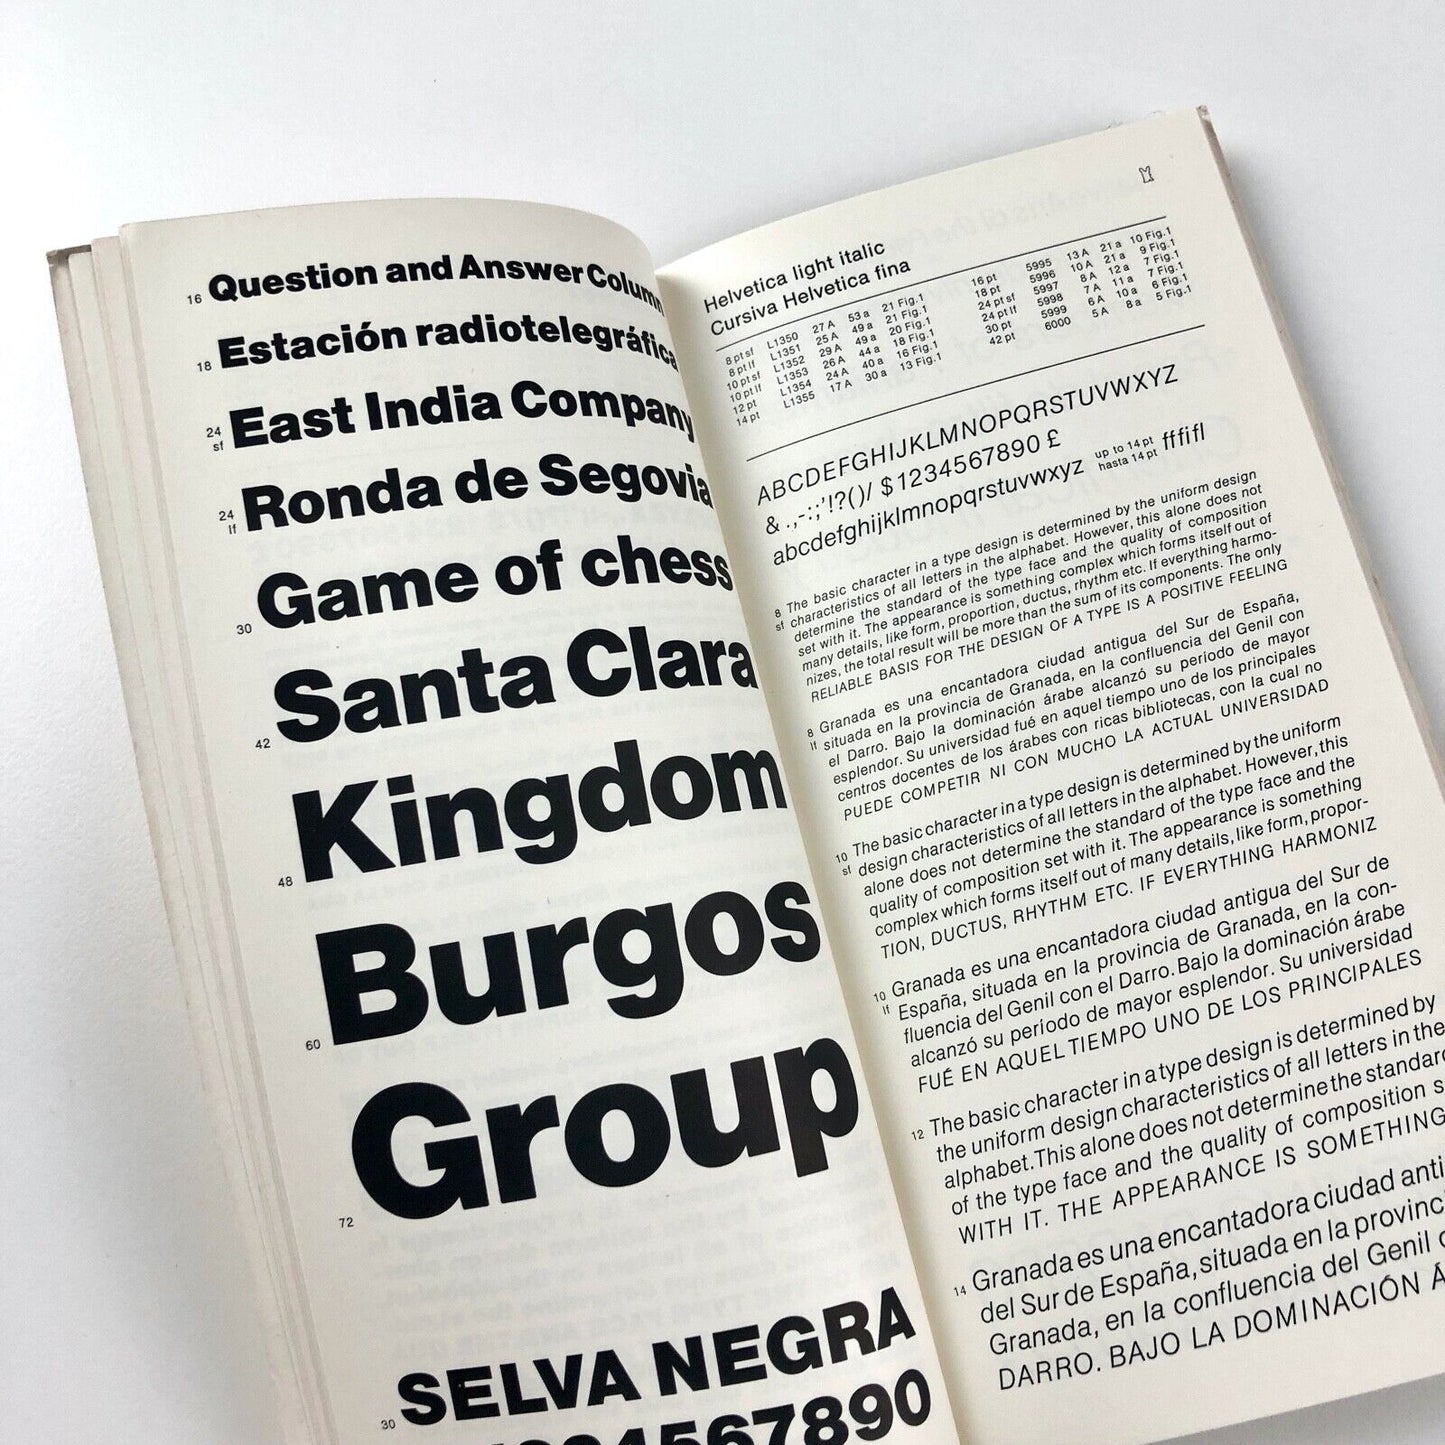 16 Question and Answer Column
18 Estación radiotelegráfica
24 sf East India Company
24 lf Ronda de Segovia
30 Game of chess
42 Santa Clara
48 Kingdom
60 Burgos
72 Group
30 SELVA NEGRA
567890
Helvetica light italic
Cursiva Helvetica fina
8 pt sf L1350 27 A 53 a 21 Fig.1
8 pt lf L1351 25 A 49 a 21 Fig.1
10 pt sf L1352 29 A 49 a 20 Fig.1
10 pt lf L1353 26 A 44 a 18 Fig.1
12 pt L1354 24 A 40 a 16 Fig.1
14 pt L1355 17 A 30 a 13 Fig.1
16 pt 5995 13 A 21 a 10 Fig.1
18 pt 5996 10 A 21 a 9 Fig.1
24 pt sf 5997 8 A 12 a 7 Fig.1
24 pt lf 5998 7 A 11 a 7 Fig.1
30 pt 5999 6 A 10 a 6 Fig.1
42 pt 6000 5 A 8 a 5 Fig.1
ABCDEFGHIJKLMNOPQRSTUVWXYZ
& .,-:;'!?()/ $1234567890 £
abcdefghijklmnopqrstuvwxyz up to 14 pt fffifl
hasta 14 pt
8 The basic character in a type design is determined by the uniform design
sf characteristics of all letters in the alphabet. However, this alone does not
determine the standard of the type face and the quality of composition
set with it. The appearance is something complex which forms itself out of
many details, like form, proportion, ductus, rhythm etc. If everything harmo-
nizes, the total result will be more than the sum of its components. The only
RELIABLE BASIS FOR THE DESIGN OF A TYPE IS A POSITIVE FEELING
8 Granada es una encantadora ciudad antigua del Sur de España,
lf situada en la provincia de Granada, en la confluencia del Genil con
el Darro. Bajo la dominación árabe alcanzó su periodo de mayor
esplendor. Su universidad fué en aquel tiempo uno de los principales
centros docentes de los árabes con ricas bibliotecas, con la cual no
PUEDE COMPETIR NI CON MUCHO LA ACTUAL UNIVERSIDAD
10 The basic character in a type design is determined by the uniform
sf design characteristics of all letters in the alphabet. However, this
alone does not determine the standard of the type face and the
quality of composition set with it. The appearance is something
complex which forms itself out of many details, like form, propor-
TION, DUCTUS, RHYTHM ETC. IF EVERYTHING HARMONIZ
10 Granada es una encantadora ciudad antigua del Sur de
lf España, situada en la provincia de Granada, en la con-
fluencia del Genil con el Darro. Bajo la dominación árabe
alcanzó su periodo de mayor esplendor. Su universidad
FUÉ EN AQUEL TIEMPO UNO DE LOS PRINCIPALES
12 The basic character in a type design is determined by
the uniform design characteristics of all letters in the
alphabet. This alone does not determine the standard
of the type face and the quality of composition s
WITH IT. THE APPEARANCE IS SOMETHING
14 Granada es una encantadora ciudad anti
del Sur de España, situada en la provinc
Granada, en la confluencia del Genil
DARRO. BAJO LA DOMINACIÓN Á